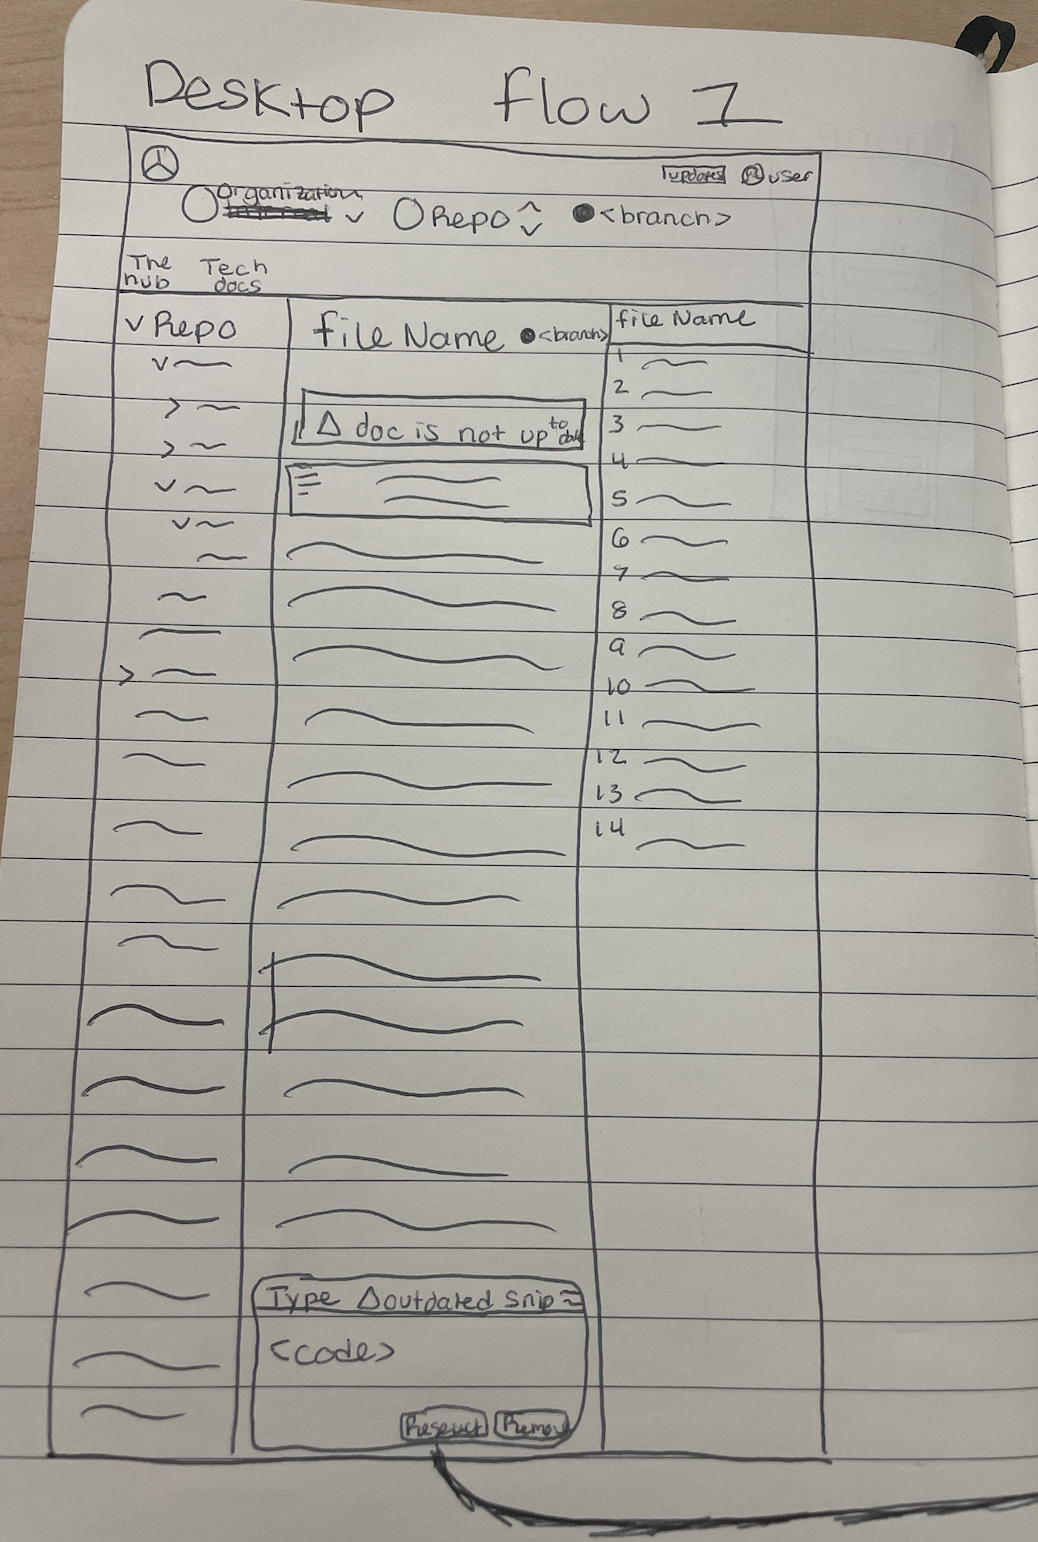 Desktop flow 1
updates user
Organization Repo <branch>
The hub Tech docs
Repo
file Name <branch>
file Name
doc is not up to date
1
2
3
4
5
6
7
8
9
10
11
12
13
14
Type outdated snip
<code>
Reselect Remove